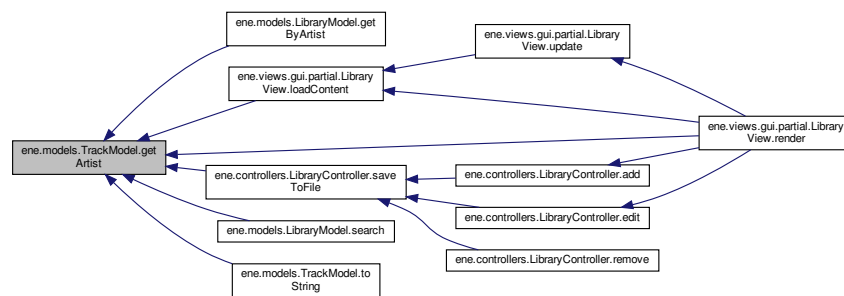 ene.models.LibraryModel.get
ByArtist
ene.views.gui.partial.Library
View.update
ene.views.gui.partial.Library
View.loadContent
ene.views.gui.partial.Library
View.render
ene.models.TrackModel.get
Artist
ene.controllers.LibraryController.save
ToFile
ene.controllers.LibraryController.add
ene.controllers.LibraryController.edit
ene.models.LibraryModel.search
ene.controllers.LibraryController.remove
ene.models.TrackModel.to
String